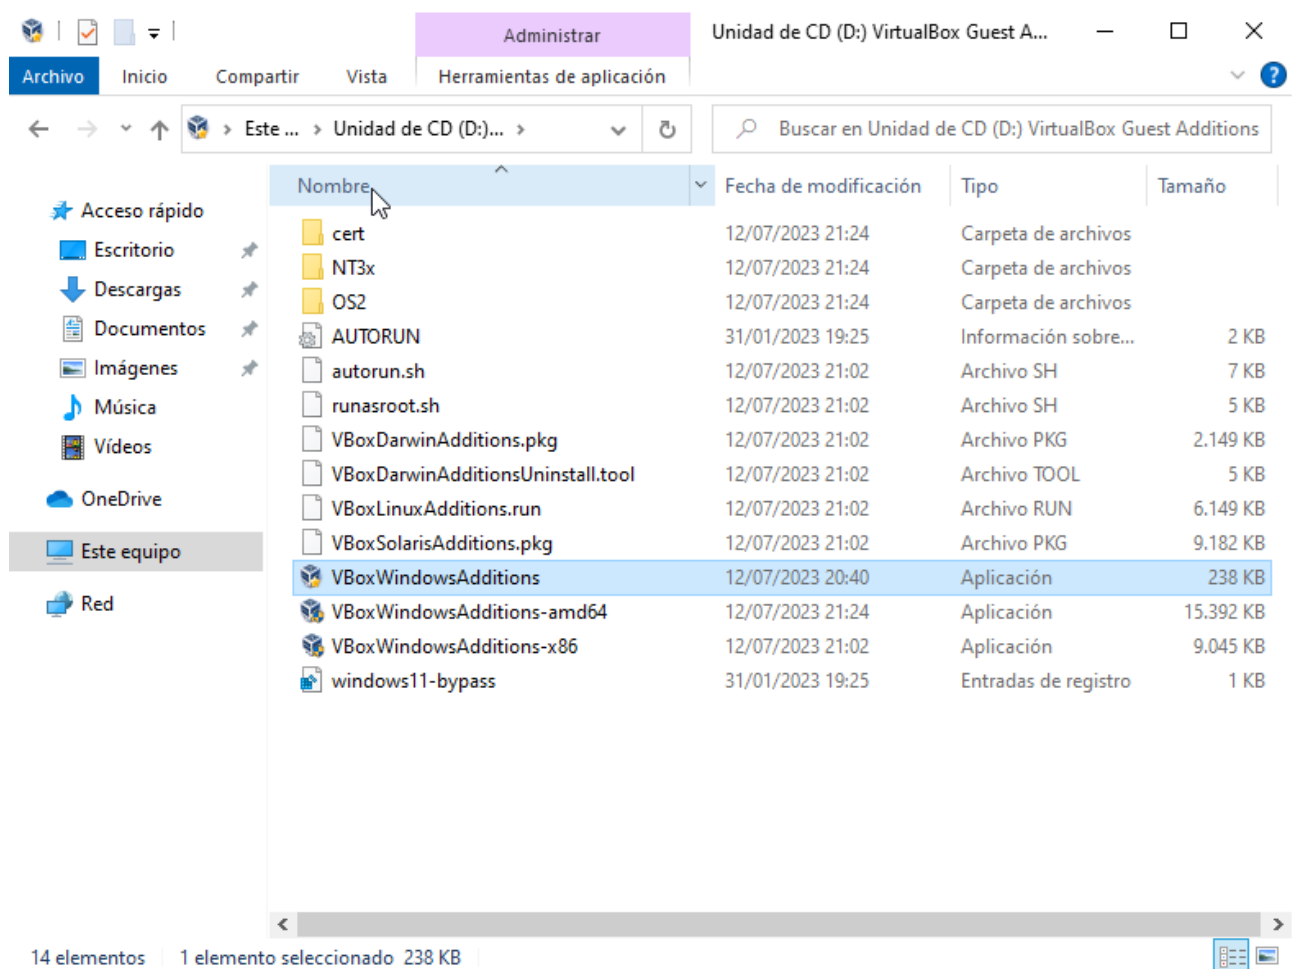 Administrar
Unidad de CD (D:) VirtualBox Guest A...
Archivo Inicio Compartir Vista Herramientas de aplicación
Este ... Unidad de CD (D:)...
Buscar en Unidad de CD (D:) VirtualBox Guest Additions
Nombre Fecha de modificación Tipo Tamaño
Acceso rápido
Escritorio
Descargas
Documentos
Imágenes
Música
Vídeos
OneDrive
Este equipo
Red
cert 12/07/2023 21:24 Carpeta de archivos
NT3x 12/07/2023 21:24 Carpeta de archivos
OS2 12/07/2023 21:24 Carpeta de archivos
AUTORUN 31/01/2023 19:25 Información sobre... 2 KB
autorun.sh 12/07/2023 21:02 Archivo SH 7 KB
runasroot.sh 12/07/2023 21:02 Archivo SH 5 KB
VBoxDarwinAdditions.pkg 12/07/2023 21:02 Archivo PKG 2.149 KB
VBoxDarwinAdditionsUninstall.tool 12/07/2023 21:02 Archivo TOOL 5 KB
VBoxLinuxAdditions.run 12/07/2023 21:02 Archivo RUN 6.149 KB
VBoxSolarisAdditions.pkg 12/07/2023 21:02 Archivo PKG 9.182 KB
VBoxWindowsAdditions 12/07/2023 20:40 Aplicación 238 KB
VBoxWindowsAdditions-amd64 12/07/2023 21:24 Aplicación 15.392 KB
VBoxWindowsAdditions-x86 12/07/2023 21:02 Aplicación 9.045 KB
windows11-bypass 31/01/2023 19:25 Entradas de registro 1 KB
14 elementos 1 elemento seleccionado 238 KB